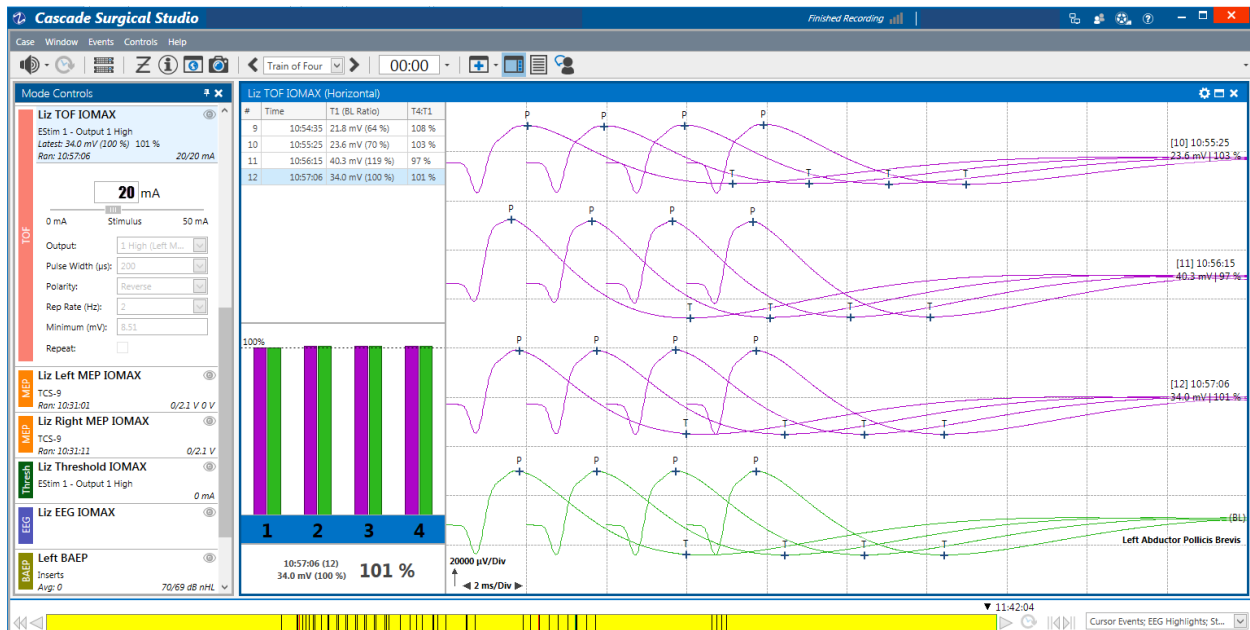 Cascade Surgical Studio
Finished Recording
Case Window Events Controls Help
Train of Four
00:00
Mode Controls
Liz TOF IOMAX
EStim 1 - Output 1 High
Latest: 34.0 mV (100 %) 101 %
Ran: 10:57:06 20/20 mA
TOF
20 mA
0 mA Stimulus 50 mA
Output: 1 High (Left M...
Pulse Width (µs): 200
Polarity: Reverse
Rep Rate (Hz): 2
Minimum (mV): 8.51
Repeat:
MEP
Liz Left MEP IOMAX
TCS-9
Ran: 10:31:01 0/2.1 V 0 V
MEP
Liz Right MEP IOMAX
TCS-9
Ran: 10:31:11 0/2.1 V
Thresh
Liz Threshold IOMAX
EStim 1 - Output 1 High
0 mA
EEG
Liz EEG IOMAX
BAEP
Left BAEP
Inserts
Avg: 0 70/69 dB nHL
Liz TOF IOMAX (Horizontal)
# Time T1 (BL Ratio) T4:T1
9 10:54:35 21.8 mV (64 %) 108 %
10 10:55:25 23.6 mV (70 %) 103 %
11 10:56:15 40.3 mV (119 %) 97 %
12 10:57:06 34.0 mV (100 %) 101 %
100%
1 2 3 4
10:57:06 (12)
34.0 mV (100 %)
101 %
P P P P
T T T T
[10] 10:55:25
23.6 mV | 103 %
P P P P
T T T T
[11] 10:56:15
40.3 mV | 97 %
P P P P
T T T T
[12] 10:57:06
34.0 mV | 101 %
P P P P
T T T T
(BL)
Left Abductor Pollicis Brevis
20000 µV/Div
2 ms/Div
11:42:04
Cursor Events; EEG Highlights; St...